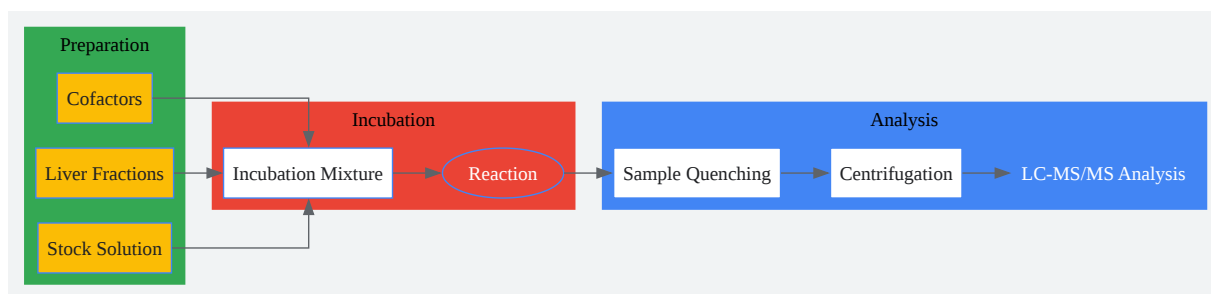 Preparation
Cofactors
Liver Fractions
Stock Solution
Incubation
Incubation Mixture
Reaction
Analysis
Sample Quenching
Centrifugation
LC-MS/MS Analysis